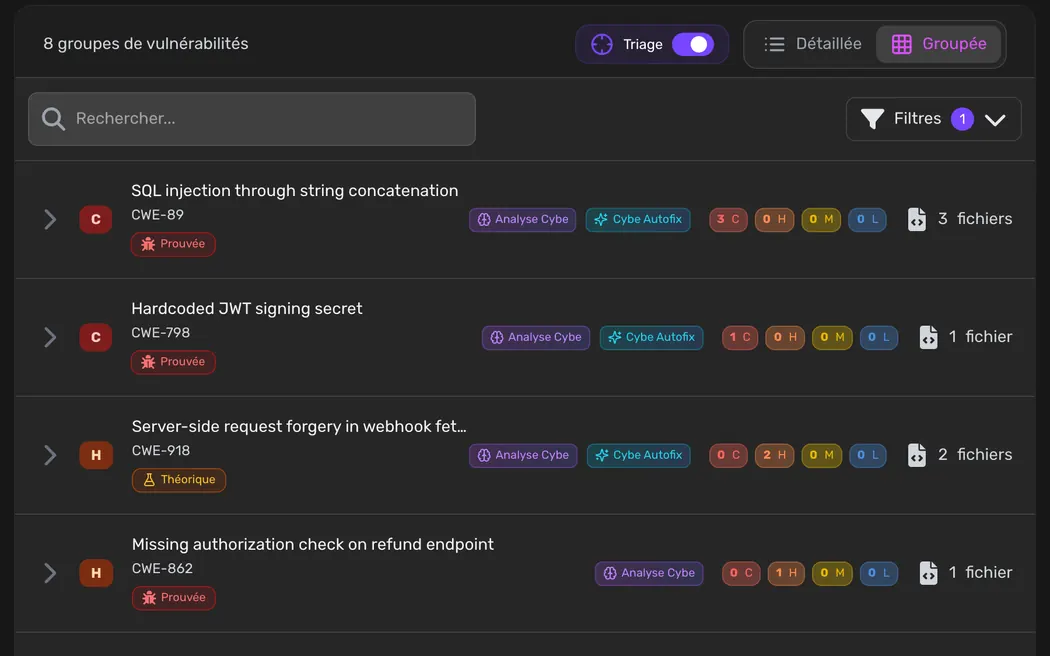 8 groupes de vulnérabilités
Triage
Détaillée
Groupée
Rechercher...
Filtres 1
SQL injection through string concatenation
CWE-89
Prouvée
Analyse Cybe
Cybe Autofix
3 C 0 H 0 M 0 L
3 fichiers
C
Hardcoded JWT signing secret
CWE-798
Prouvée
Analyse Cybe
Cybe Autofix
1 C 0 H 0 M 0 L
1 fichier
C
Server-side request forgery in webhook fet...
CWE-918
Théorique
Analyse Cybe
Cybe Autofix
0 C 2 H 0 M 0 L
2 fichiers
H
Missing authorization check on refund endpoint
CWE-862
Prouvée
Analyse Cybe
0 C 1 H 0 M 0 L
1 fichier
H